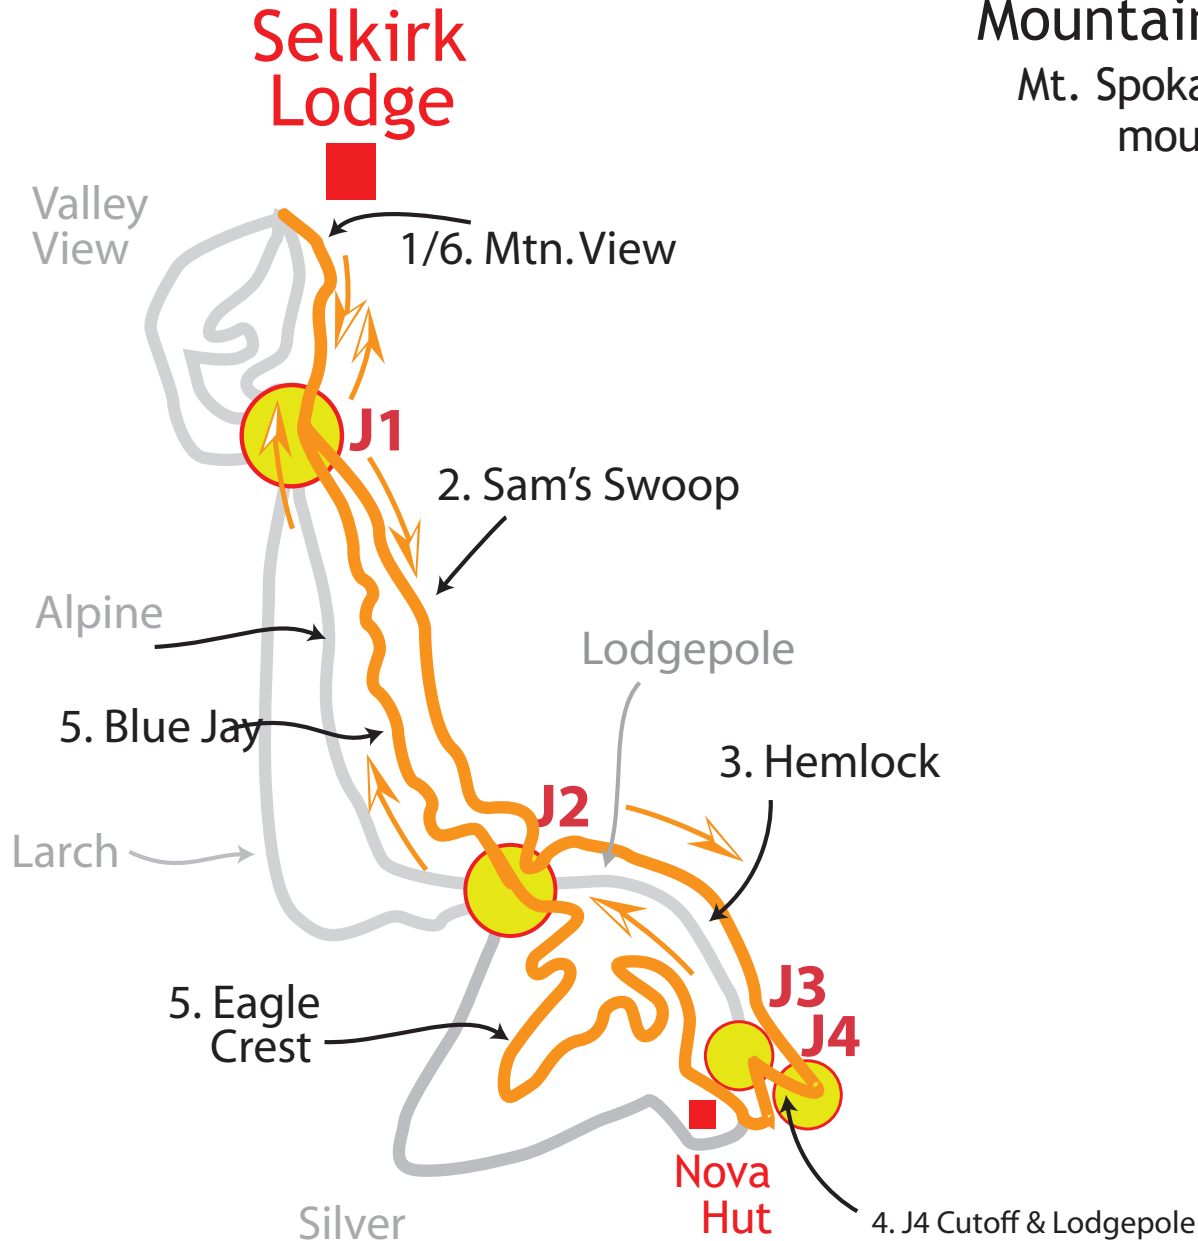 Selkirk
Lodge
Mountain
Mt. Spoka
mou
Valley
View
1/6. Mtn. View
J1
2. Sam's Swoop
Alpine
Lodgepole
5. Blue Jay
3. Hemlock
J2
Larch
J3
5. Eagle
Crest
J4
Nova
Hut
Silver
4. J4 Cutoff & Lodgepole